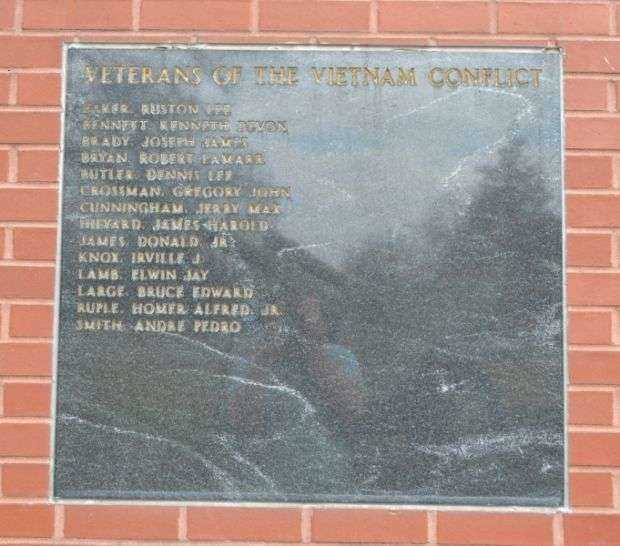 VETERANS OF THE VIETNAM CONFLICT
BAKER, RUSTON LEE
BENNETT, KENNETH DEVON
BRADY, JOSEPH JAMES
BRYAN, ROBERT LAMARR
BUTLER, DENNIS LEE
CROSSMAN, GREGORY JOHN
CUNNINGHAM, JERRY MAX
HILYARD, JAMES HAROLD
JAMES, DONALD, JR.
KNOX, IRVILLE J.
LAMB, ELWIN JAY
LARGE, BRUCE EDWARD
RUPLE, HOMER ALFRED, JR.
SMITH, ANDRE PEDRO